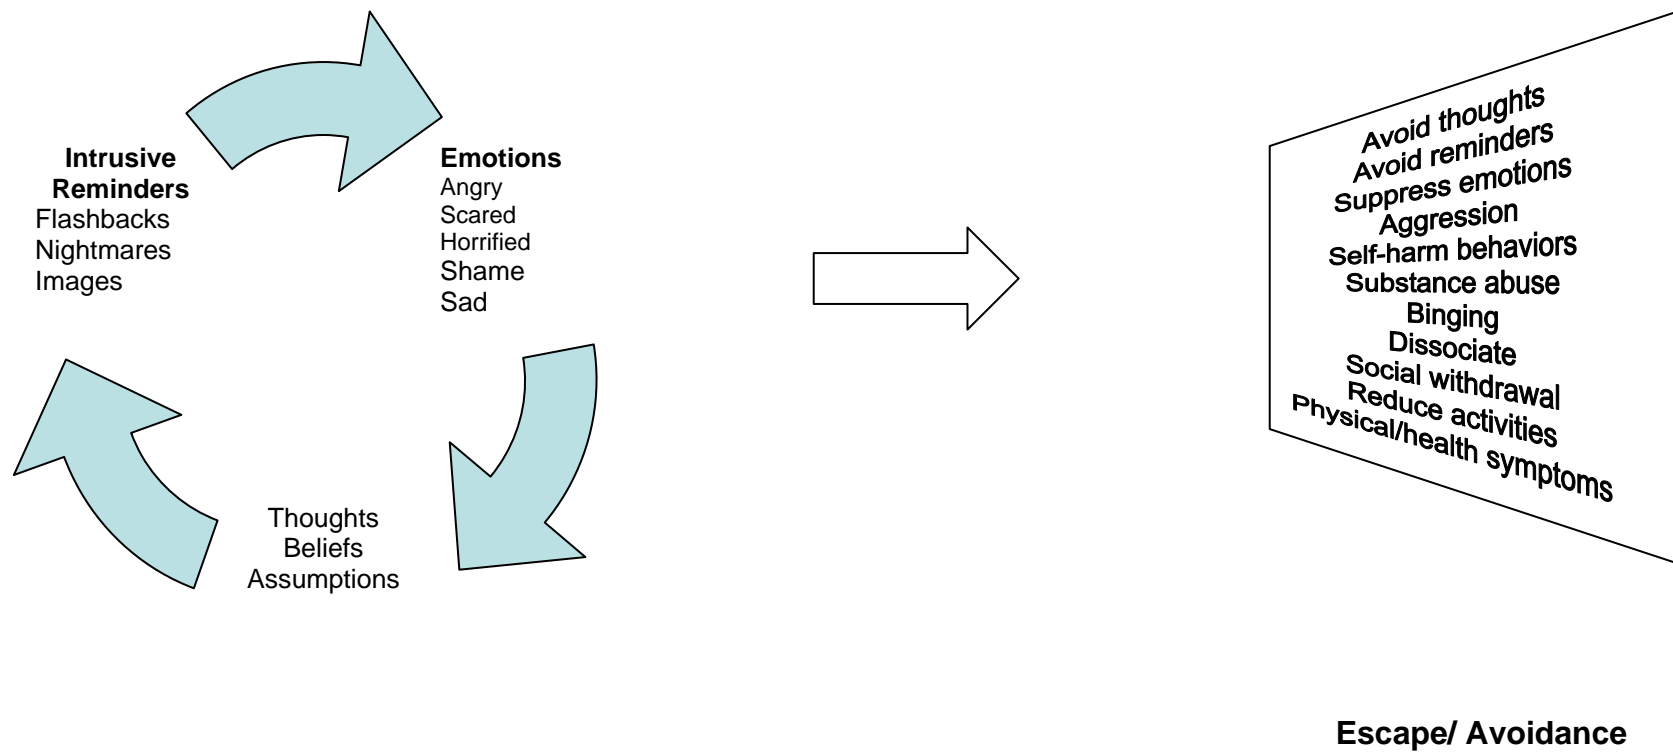 Intrusive
Reminders
Flashbacks
Nightmares
Images
Emotions
Angry
Scared
Horrified
Shame
Sad
Thoughts
Beliefs
Assumptions
Avoid thoughts
Avoid reminders
Suppress emotions
Aggression
Self-harm behaviors
Substance abuse
Binging
Dissociate
Social withdrawal
Reduce activities
Physical/health symptoms
Escape/ Avoidance